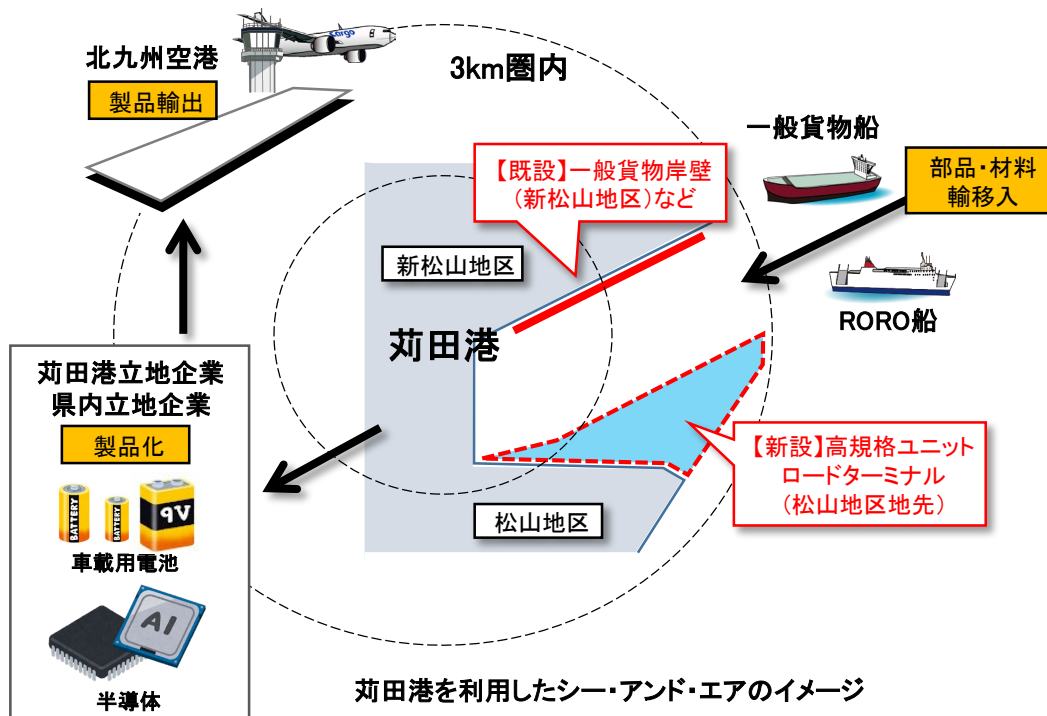 北九州空港
Cargo
製品輸出
3km圏内
一般貨物船
部品・材料
輸移入
【既設】一般貨物岸壁
(新松山地区)など
新松山地区
RORO船
苅田港
苅田港立地企業
県内立地企業
製品化
BATTERY
BATTERY
9V
車載用電池
AI
半導体
【新設】高規格ユニット
ロードターミナル
(松山地区地先)
松山地区
苅田港を利用したシー・アンド・エアのイメージ